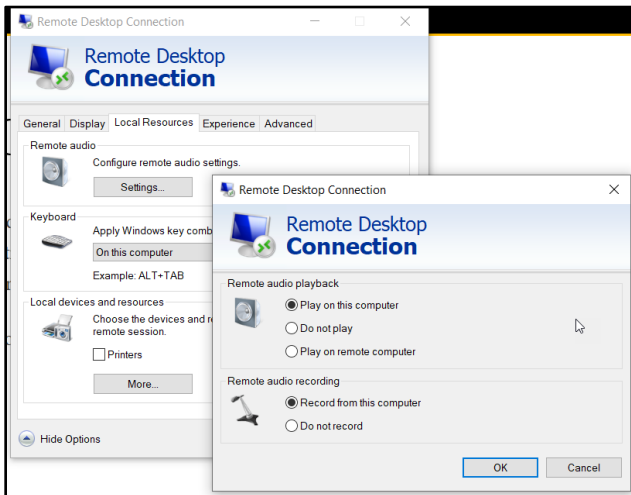 Remote Desktop Connection
Remote Desktop
Connection
General Display Local Resources Experience Advanced
Remote audio
Configure remote audio settings.
Settings...
Keyboard
Apply Windows key comb
On this computer
Example: ALT+TAB
Local devices and resources
Choose the devices and r
remote session.
Printers
More...
Hide Options
Remote Desktop Connection
Remote Desktop
Connection
Remote audio playback
Play on this computer
Do not play
Play on remote computer
Remote audio recording
Record from this computer
Do not record
OK Cancel